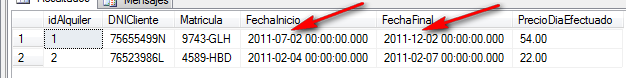 Resultados Mensajes
idAlquiler DNICliente Matricula FechaInicio FechaFinal PrecioDiaEfectuado
1 1 75655499N 9743-GLH 2011-07-02 00:00:00.000 2011-12-02 00:00:00.000 54.00
2 2 76523986L 4589-HBD 2011-02-04 00:00:00.000 2011-02-07 00:00:00.000 22.00